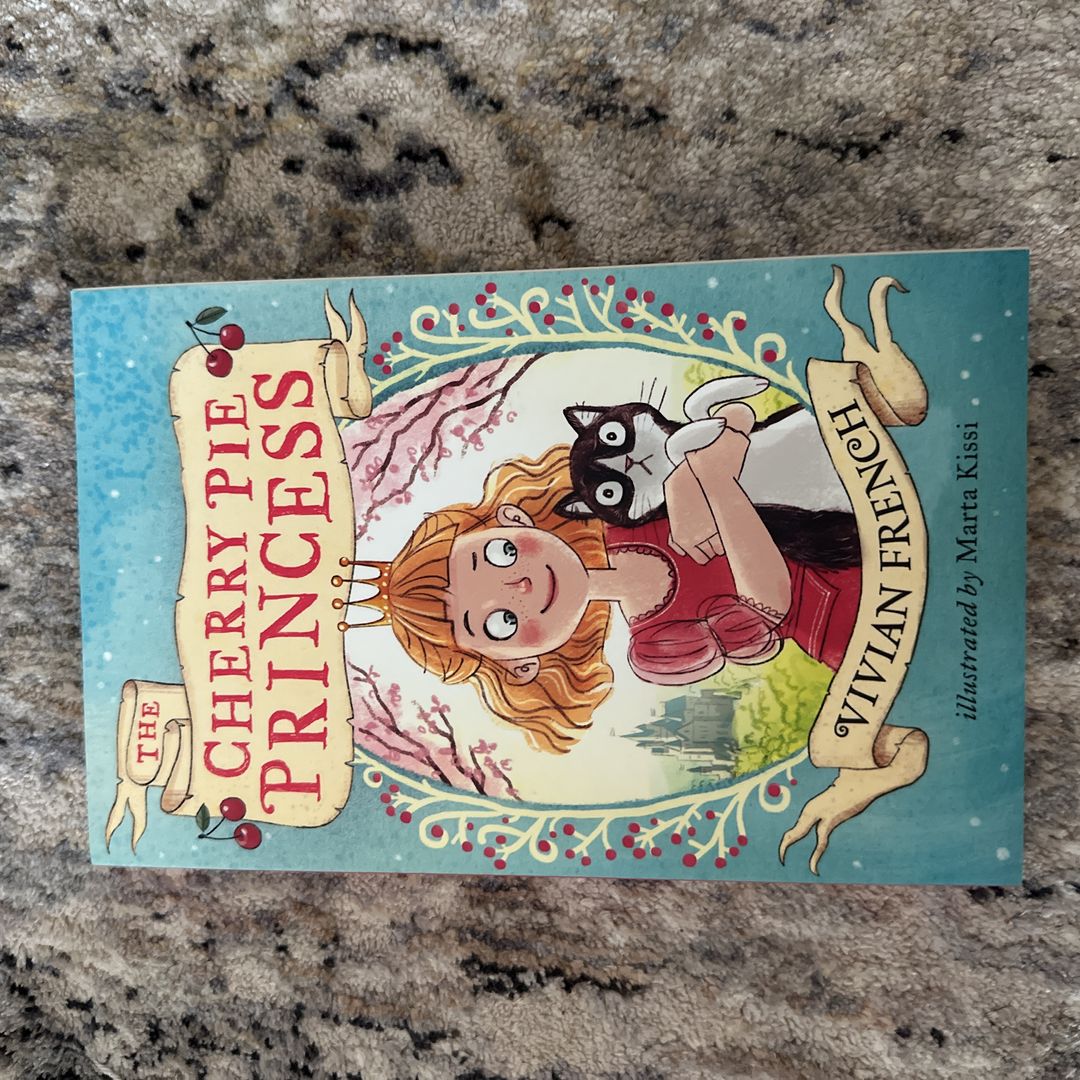 THE
CHERRY PIE
PRINCESS
VIVIAN FRENCH
illustrated by Marta Kissi